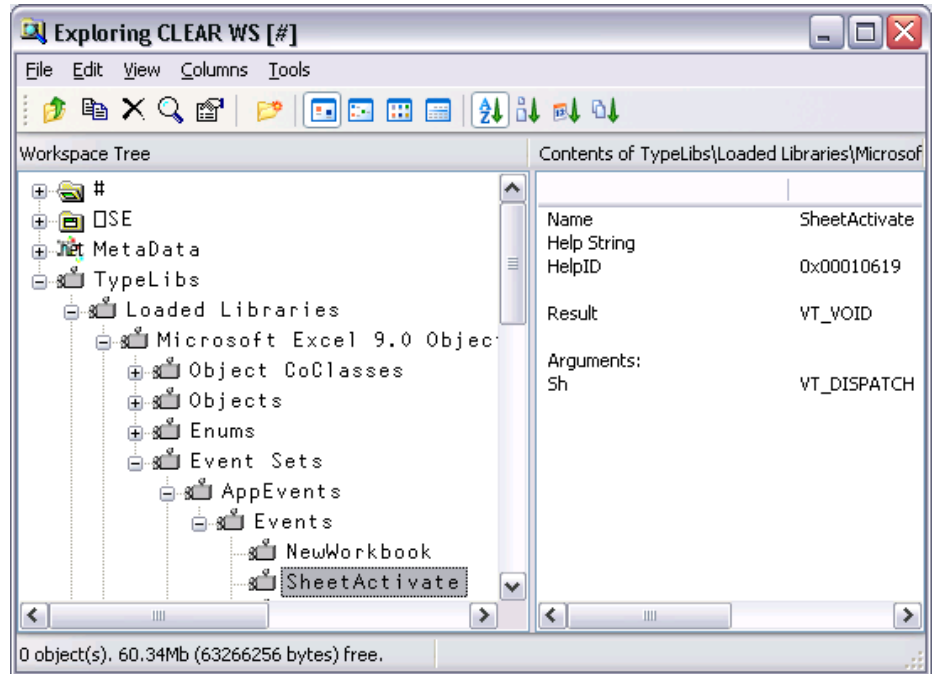 Exploring CLEAR WS [#]
File Edit View Columns Tools
Workspace Tree
Contents of TypeLibs\Loaded Libraries\Microsof
#
⎕SE
MetaData
TypeLibs
Loaded Libraries
Microsoft Excel 9.0 Objec
Object CoClasses
Objects
Enums
Event Sets
AppEvents
Events
NewWorkbook
SheetActivate
Name SheetActivate
Help String
HelpID 0x00010619
Result VT_VOID
Arguments:
Sh VT_DISPATCH
0 object(s). 60.34Mb (63266256 bytes) free.